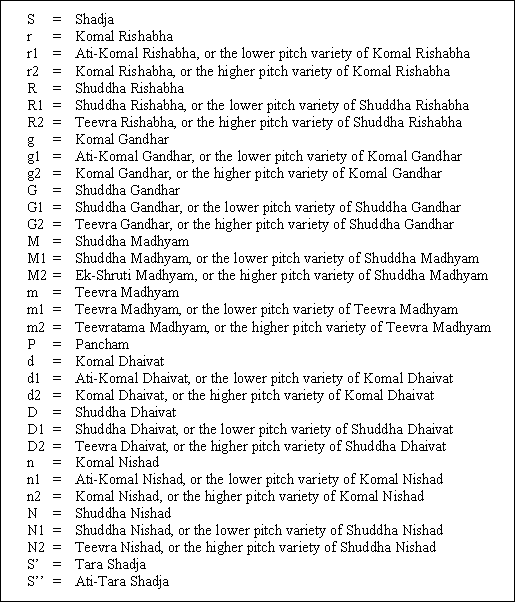 S = Shadja
r = Komal Rishabha
r1 = Ati-Komal Rishabha, or the lower pitch variety of Komal Rishabha
r2 = Komal Rishabha, or the higher pitch variety of Komal Rishabha
R = Shuddha Rishabha
R1 = Shuddha Rishabha, or the lower pitch variety of Shuddha Rishabha
R2 = Teevra Rishabha, or the higher pitch variety of Shuddha Rishabha
g = Komal Gandhar
g1 = Ati-Komal Gandhar, or the lower pitch variety of Komal Gandhar
g2 = Komal Gandhar, or the higher pitch variety of Komal Gandhar
G = Shuddha Gandhar
G1 = Shuddha Gandhar, or the lower pitch variety of Shuddha Gandhar
G2 = Teevra Gandhar, or the higher pitch variety of Shuddha Gandhar
M = Shuddha Madhyam
M1 = Shuddha Madhyam, or the lower pitch variety of Shuddha Madhyam
M2 = Ek-Shruti Madhyam, or the higher pitch variety of Shuddha Madhyam
m = Teevra Madhyam
m1 = Teevra Madhyam, or the lower pitch variety of Teevra Madhyam
m2 = Teevratama Madhyam, or the higher pitch variety of Teevra Madhyam
P = Pancham
d = Komal Dhaivat
d1 = Ati-Komal Dhaivat, or the lower pitch variety of Komal Dhaivat
d2 = Komal Dhaivat, or the higher pitch variety of Komal Dhaivat
D = Shuddha Dhaivat
D1 = Shuddha Dhaivat, or the lower pitch variety of Shuddha Dhaivat
D2 = Teevra Dhaivat, or the higher pitch variety of Shuddha Dhaivat
n = Komal Nishad
n1 = Ati-Komal Nishad, or the lower pitch variety of Komal Nishad
n2 = Komal Nishad, or the higher pitch variety of Komal Nishad
N = Shuddha Nishad
N1 = Shuddha Nishad, or the lower pitch variety of Shuddha Nishad
N2 = Teevra Nishad, or the higher pitch variety of Shuddha Nishad
S’ = Tara Shadja
S’’ = Ati-Tara Shadja